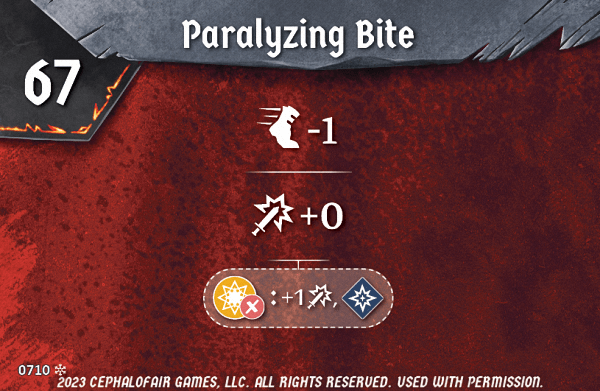 Paralyzing Bite
67
-1
+0
: +1 ,
0710
2023 CEPHALOFAIR GAMES, LLC. ALL RIGHTS RESERVED. USED WITH PERMISSION.